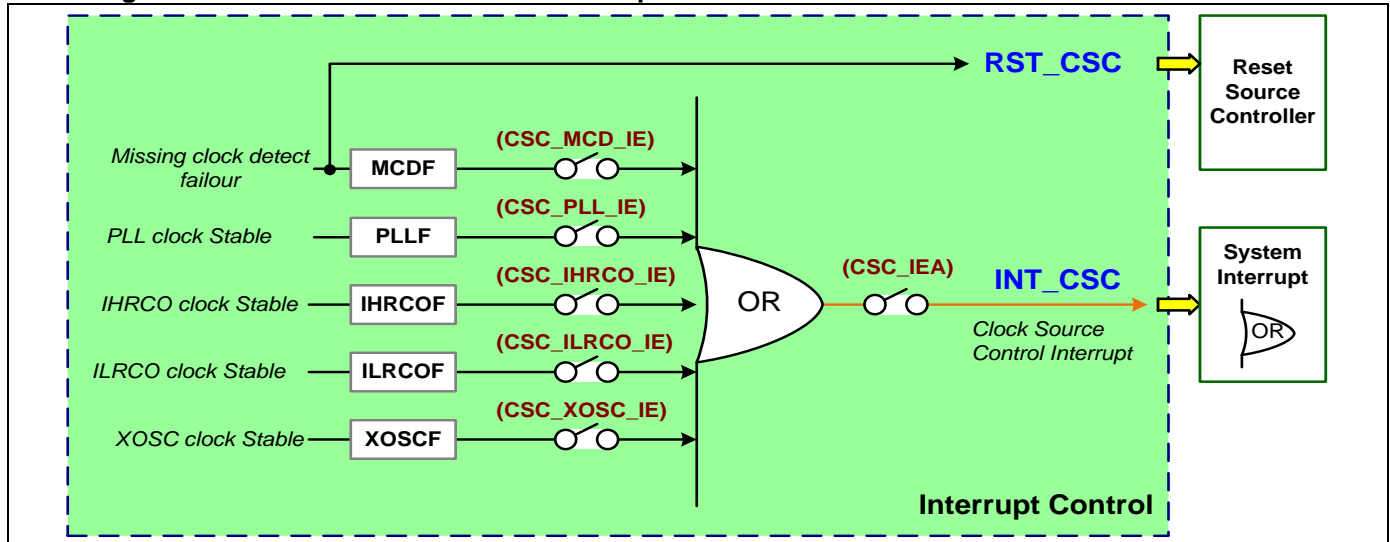 RST_CSC
Reset
Source
Controller
(CSC_MCD_IE)
Missing clock detect
failour
MCDF
(CSC_PLL_IE)
PLL clock Stable
PLLF
(CSC_IHRCO_IE)
IHRCO clock Stable
IHRCOF
(CSC_ILRCO_IE)
ILRCO clock Stable
ILRCOF
(CSC_XOSC_IE)
XOSC clock Stable
XOSCF
OR
(CSC_IEA)
INT_CSC
Clock Source
Control Interrupt
System
Interrupt
OR
Interrupt Control